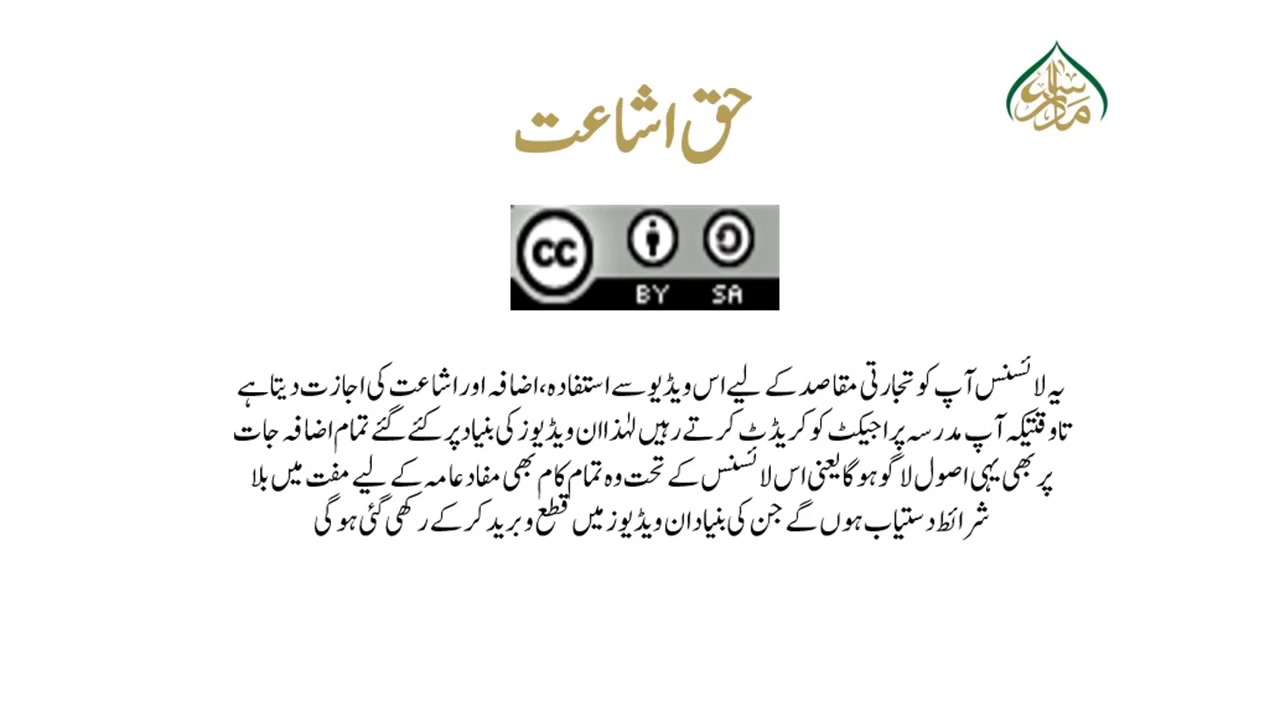 مدرسہ
حق اشاعت
cc
BY SA
یہ لائسنس آپ کو تجارتی مقاصد کے لیے اس ویڈیو سے استفادہ، اضافہ اور اشاعت کی اجازت دیتا ہے
تاوقتیکہ آپ مدرسہ پراجیکٹ کو کریڈٹ کرتے رہیں لہٰذا ان ویڈیوز کی بنیاد پر کئے گئے تمام اضافہ جات
پر بھی یہی اصول لاگو ہوگا یعنی اس لائسنس کے تحت وہ تمام کام بھی مفاد عامہ کے لیے مفت میں بلا
شرائط دستیاب ہوں گے جن کی بنیاد ان ویڈیوز میں قطع و برید کر کے رکھی گئی ہو گی